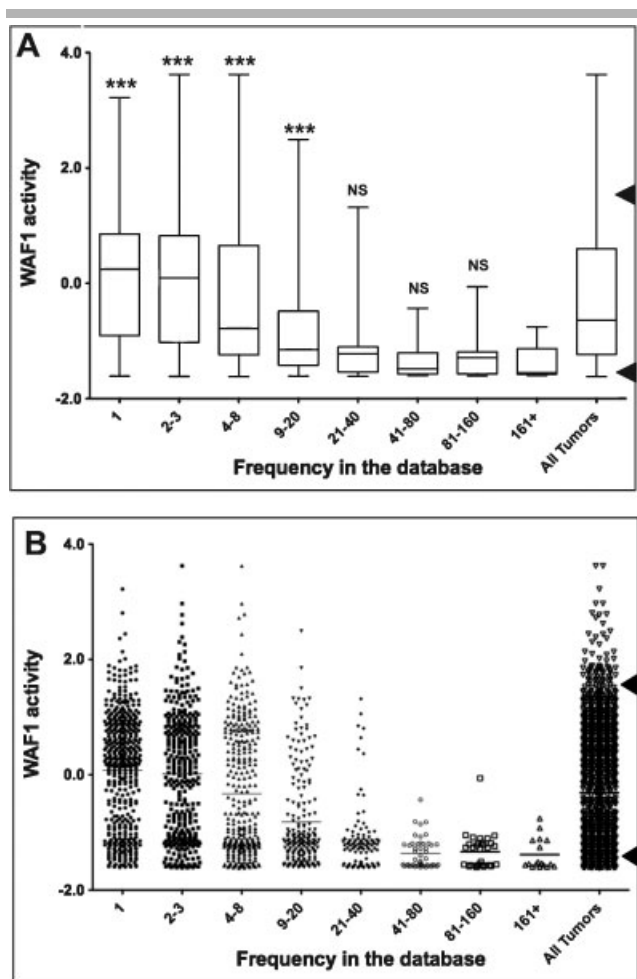 A
4.0
2.0
0.0
-2.0
WAF1 activity
***
***
***
***
NS
NS
NS
1
2-3
4-8
9-20
21-40
41-80
81-160
161+
All Tumors
Frequency in the database
B
4.0
2.0
0.0
-2.0
WAF1 activity
1
2-3
4-8
9-20
21-40
41-80
81-160
161+
All Tumors
Frequency in the database